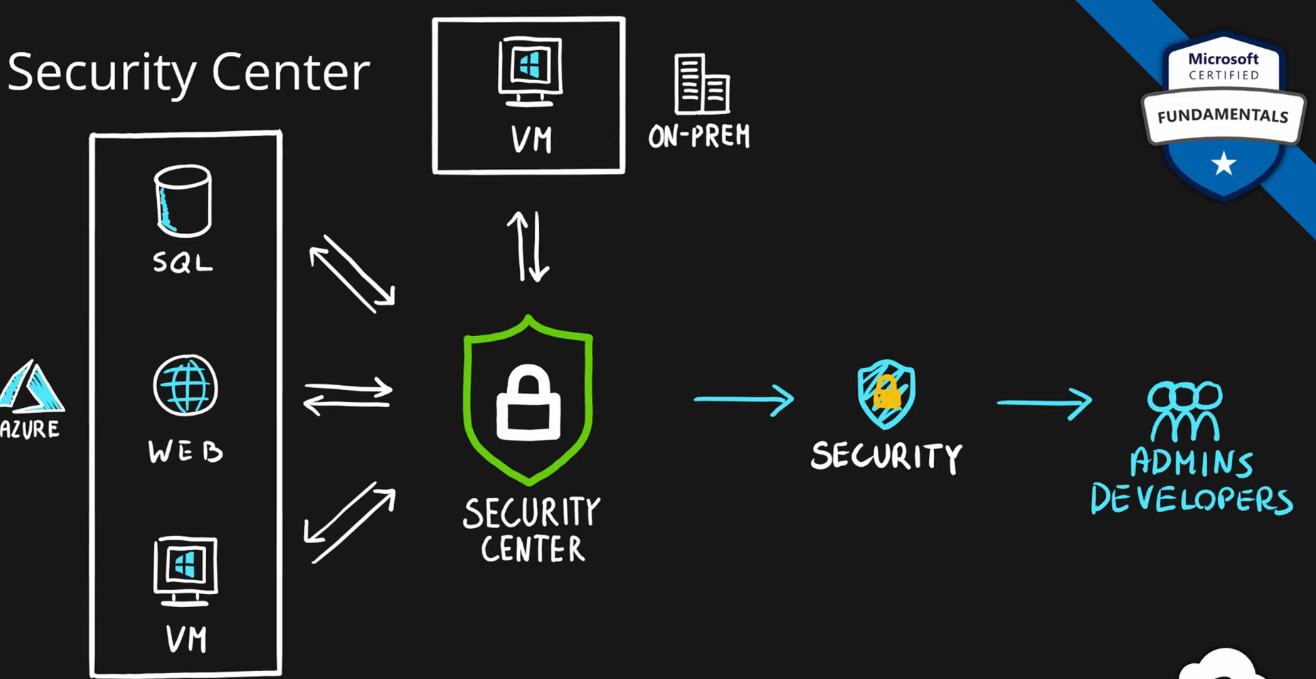 Security Center
Microsoft
CERTIFIED
FUNDAMENTALS
VM
ON-PREM
SQL
WEB
VM
AZURE
SECURITY
CENTER
SECURITY
ADMINS
DEVELOPERS